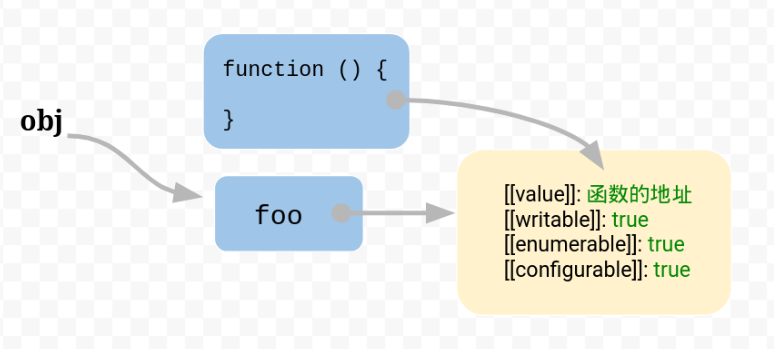 function () {
}
obj
foo
[[value]]: 函数的地址
[[writable]]: true
[[enumerable]]: true
[[configurable]]: true